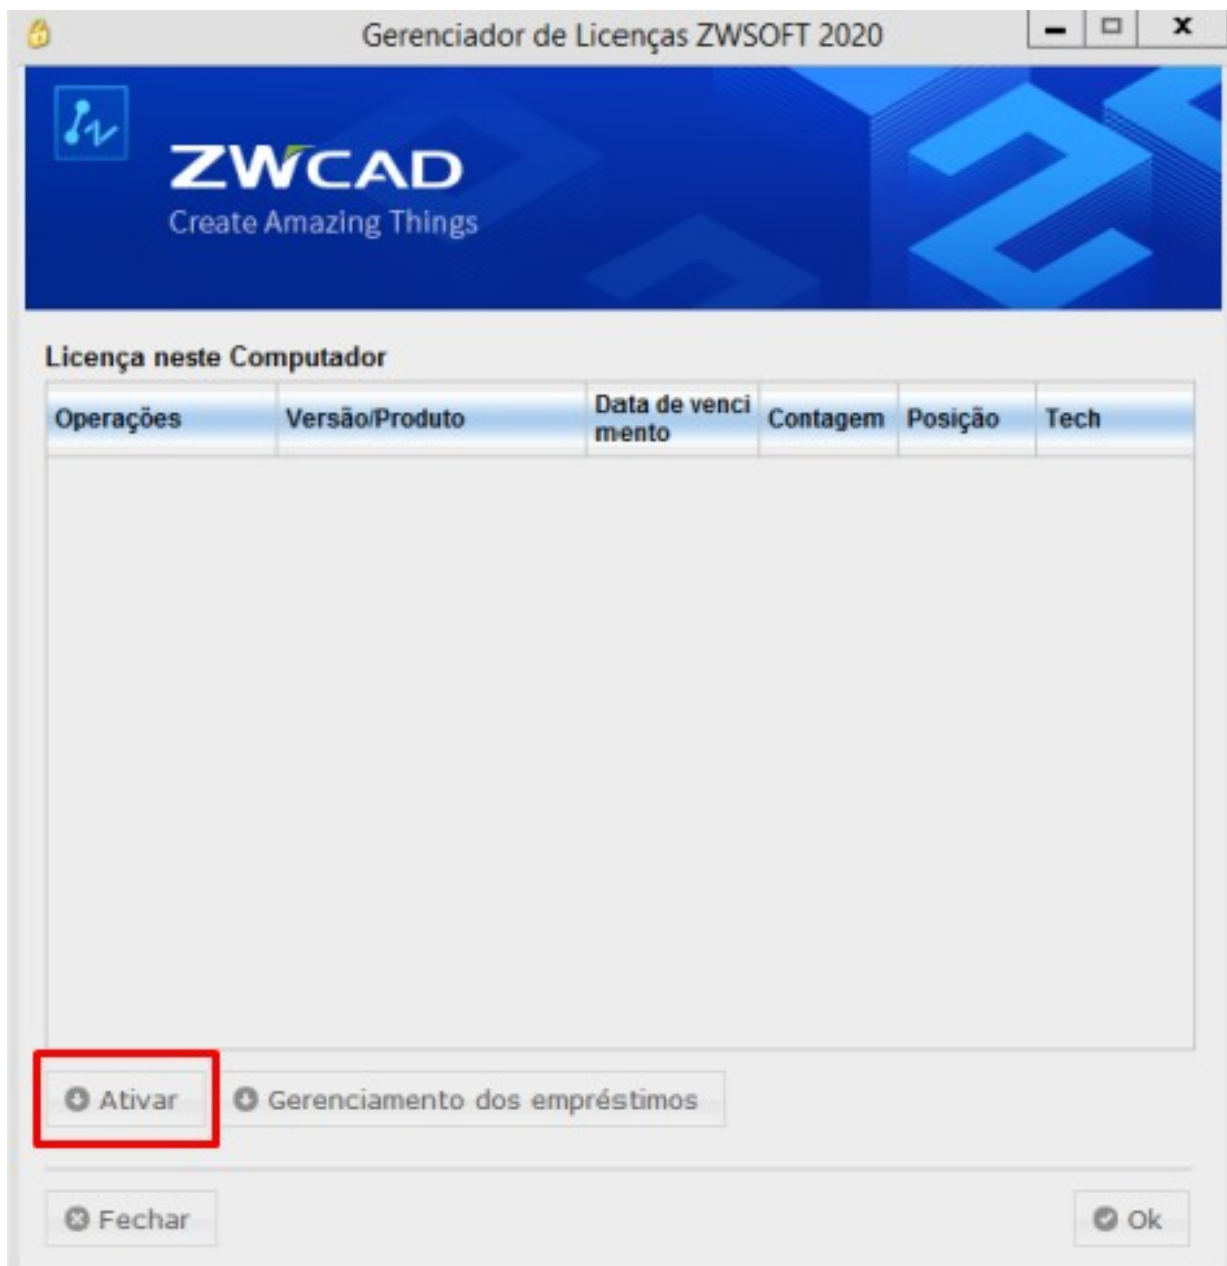 Gerenciador de Licenças ZWSOFT 2020
ZWCAD
Create Amazing Things
Licença neste Computador
Operações Versão/Produto Data de venci
mento Contagem Posição Tech
Ativar Gerenciamento dos empréstimos
Fechar Ok